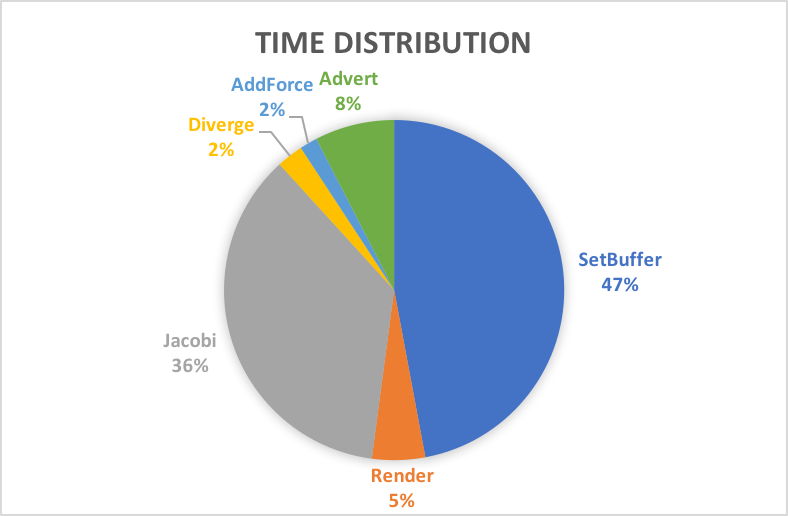 TIME DISTRIBUTION
AddForce
2%
Advert
8%
Diverge
2%
SetBuffer
47%
Jacobi
36%
Render
5%